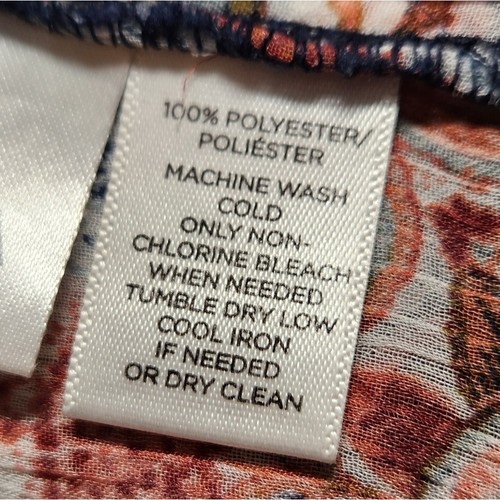 100% POLYESTER/
POLIÉSTER
MACHINE WASH
COLD
ONLY NON-
CHLORINE BLEACH
WHEN NEEDED
TUMBLE DRY LOW
COOL IRON
IF NEEDED
OR DRY CLEAN